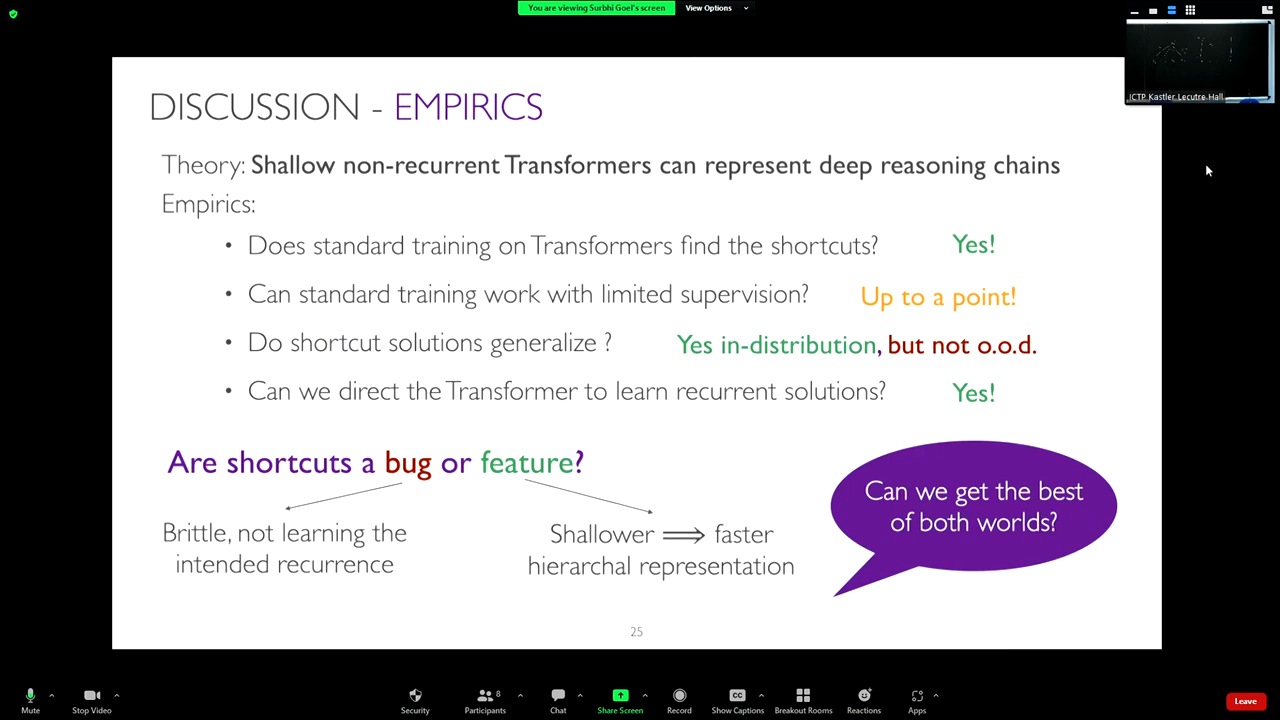 You are viewing Surbhi Goel's screen
View Options
ICTP Kastler Lecutre Hall
DISCUSSION - EMPIRICS
Theory: Shallow non-recurrent Transformers can represent deep reasoning chains
Empirics:
• Does standard training on Transformers find the shortcuts? Yes!
• Can standard training work with limited supervision? Up to a point!
• Do shortcut solutions generalize ? Yes in-distribution, but not o.o.d.
• Can we direct the Transformer to learn recurrent solutions? Yes!
Are shortcuts a bug or feature?
Brittle, not learning the
intended recurrence
Shallower ⟹ faster
hierarchal representation
Can we get the best
of both worlds?
25
Mute
Stop Video
Security
Participants
8
Chat
Share Screen
Record
CC
Show Captions
Breakout Rooms
Reactions
Apps
Leave